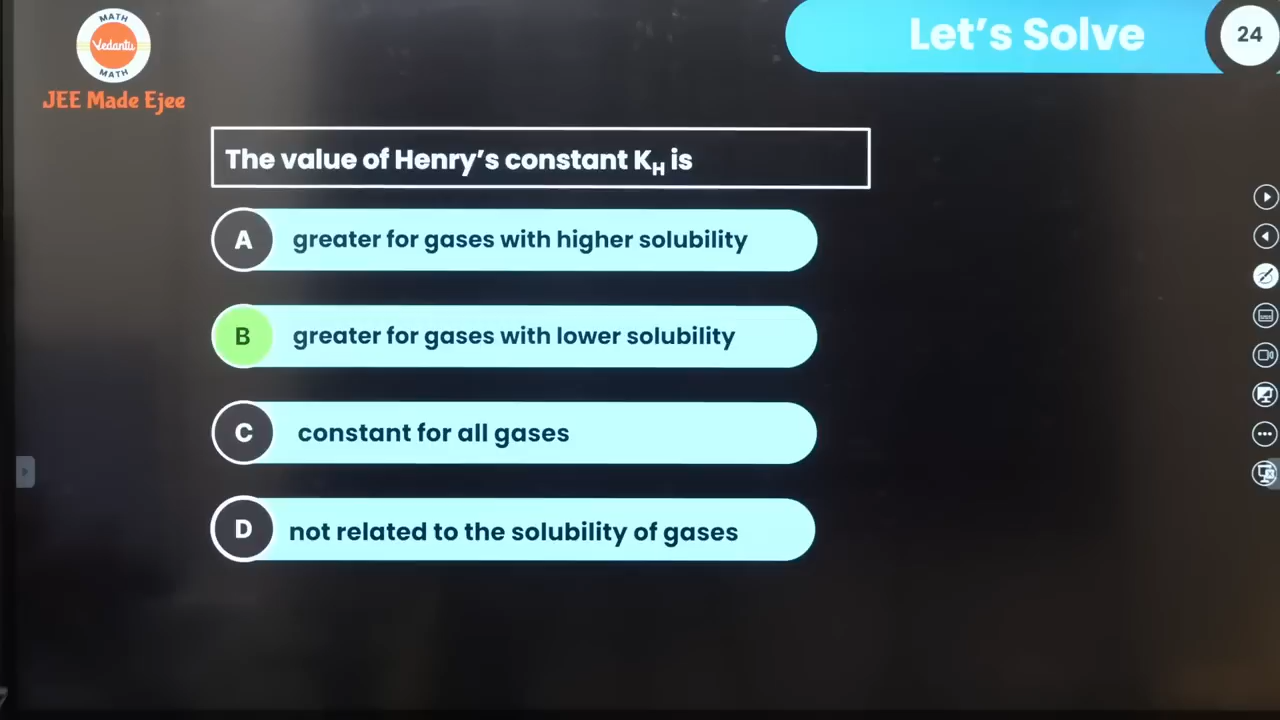 MATH
Vedantu
MATH
JEE Made Ejee
Let's Solve
24
The value of Henry's constant K_H is
A greater for gases with higher solubility
B greater for gases with lower solubility
C constant for all gases
D not related to the solubility of gases